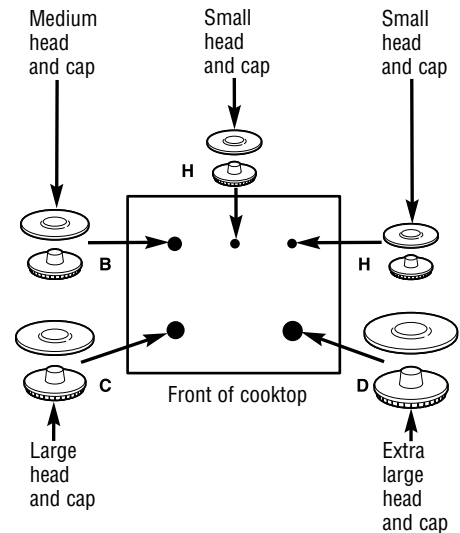 Medium
head
and cap
Small
head
and cap
Small
head
and cap
H
B
H
C
D
Front of cooktop
Large
head
and cap
Extra
large
head
and cap